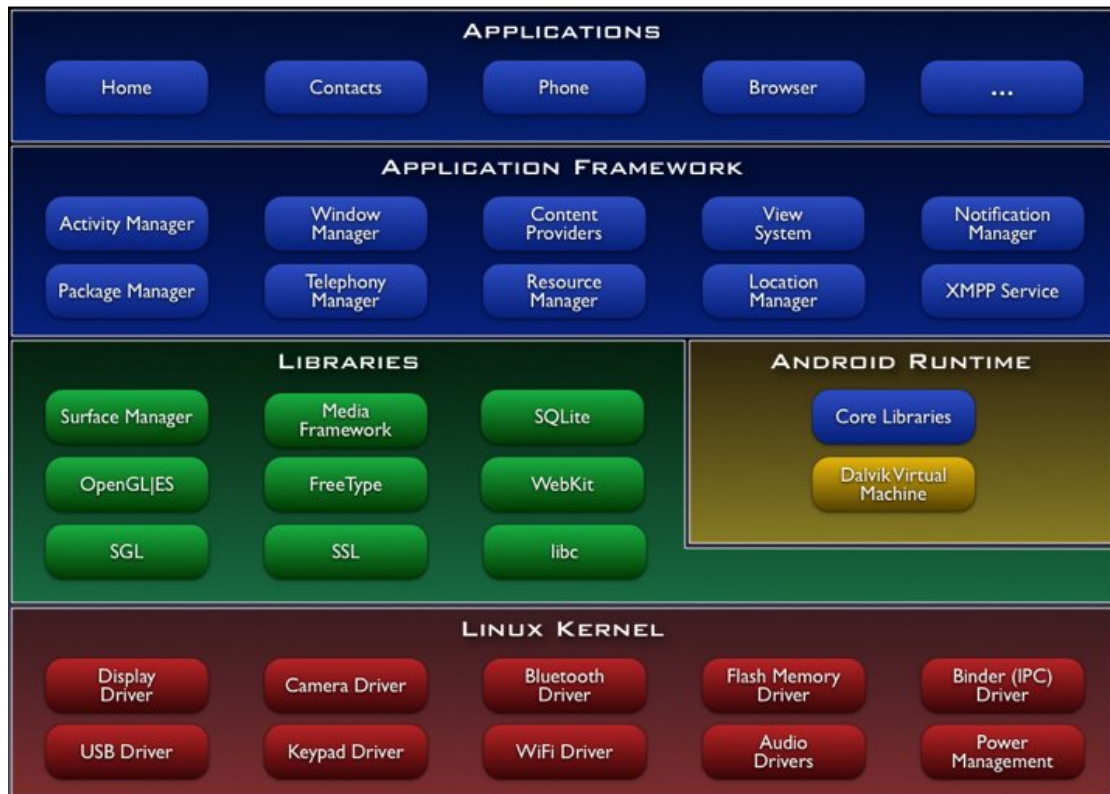 APPLICATIONS
Home
Contacts
Phone
Browser
...
APPLICATION FRAMEWORK
Activity Manager
Window
Manager
Content
Providers
View
System
Notification
Manager
Package Manager
Telephony
Manager
Resource
Manager
Location
Manager
XMPP Service
LIBRARIES
Surface Manager
Media
Framework
SQLite
OpenGL|ES
FreeType
WebKit
SGL
SSL
libc
ANDROID RUNTIME
Core Libraries
Dalvik Virtual
Machine
LINUX KERNEL
Display
Driver
Camera Driver
Bluetooth
Driver
Flash Memory
Driver
Binder (IPC)
Driver
USB Driver
Keypad Driver
WiFi Driver
Audio
Drivers
Power
Management